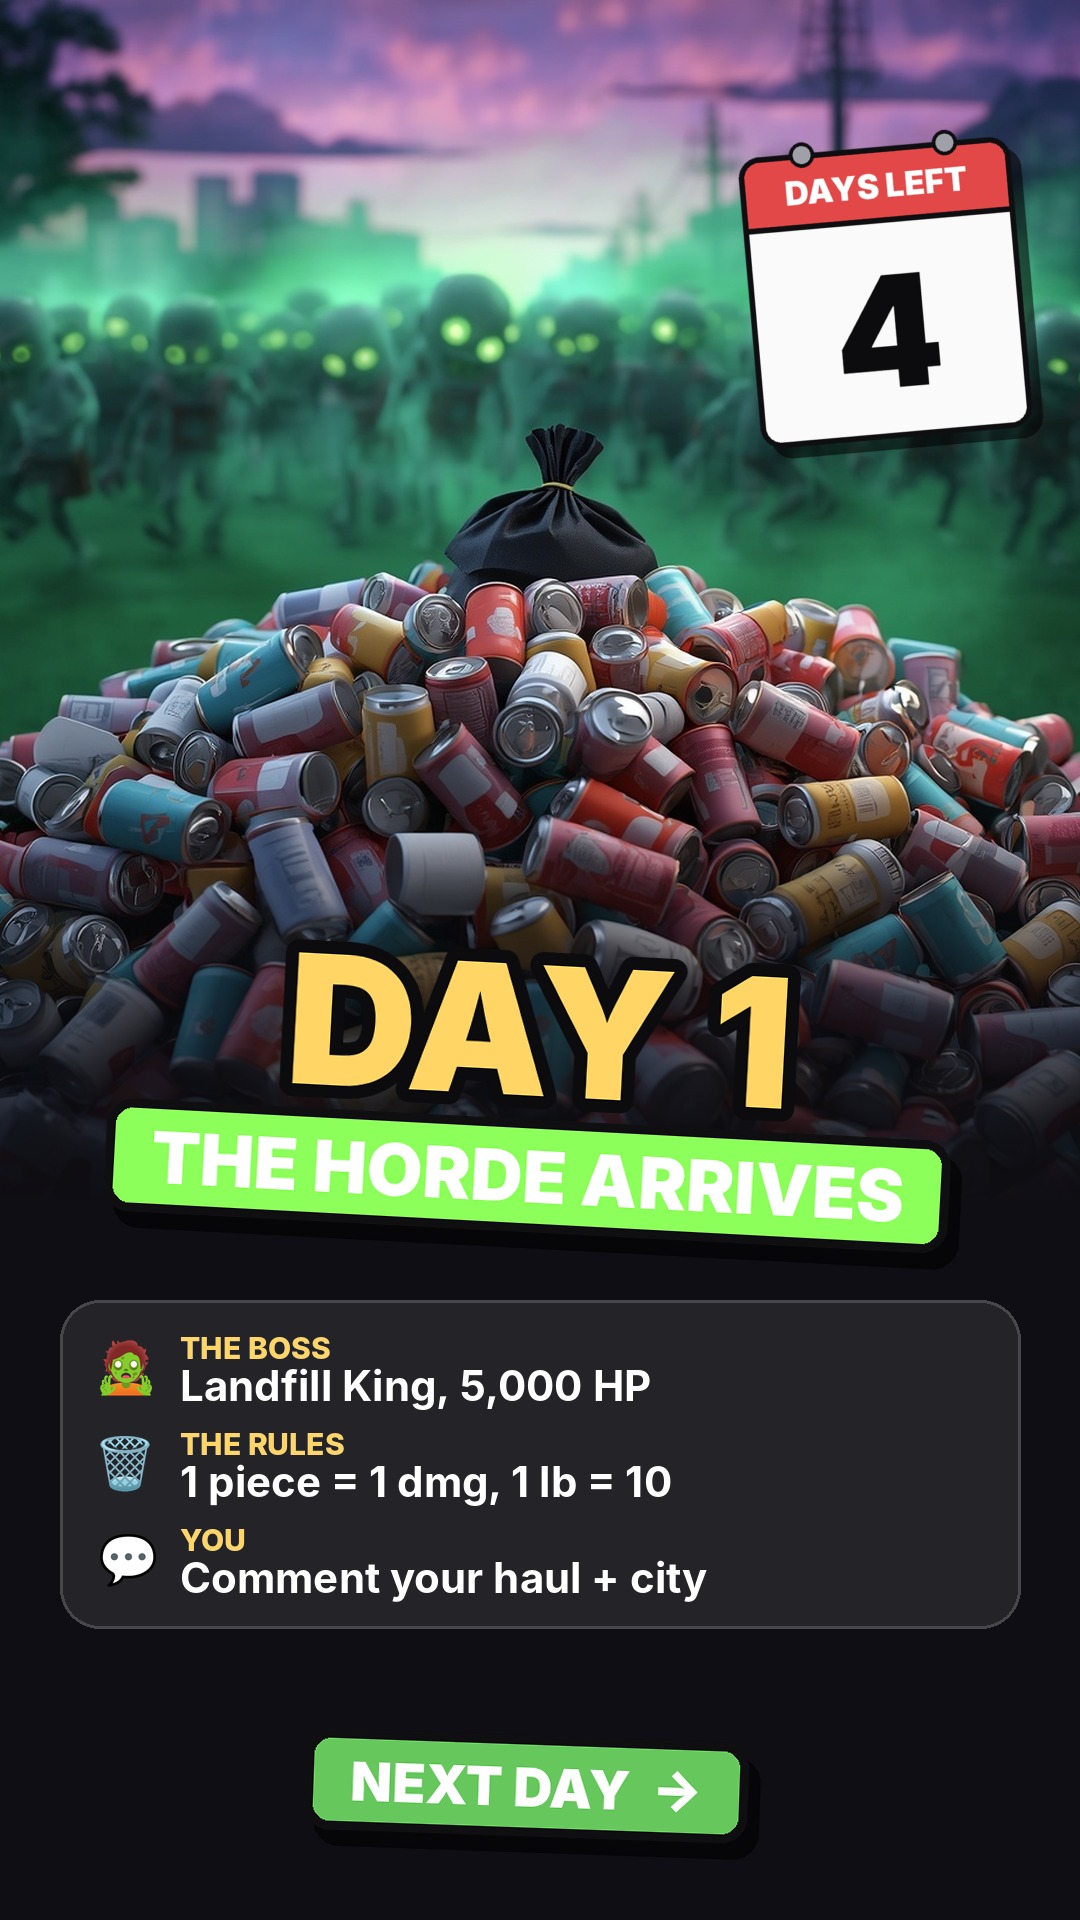 DAYS LEFT
4
DAY 1
THE HORDE ARRIVES
THE BOSS
Landfill King, 5,000 HP
THE RULES
1 piece = 1 dmg, 1 lb = 10
YOU
Comment your haul + city
NEXT DAY →